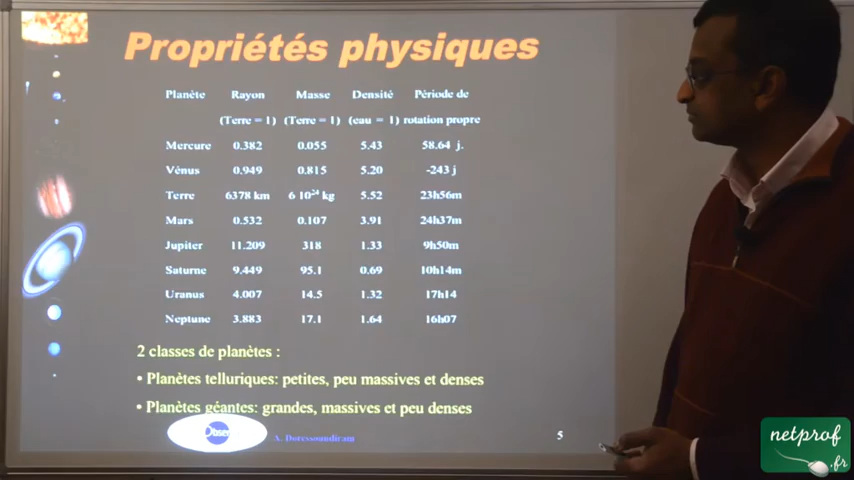 Propriétés physiques
Planète Rayon Masse Densité Période de
(Terre = 1) (Terre = 1) (eau = 1) rotation propre
Mercure 0.382 0.055 5.43 58.64 j.
Vénus 0.949 0.815 5.20 -243 j
Terre 6378 km 6 10²⁴ kg 5.52 23h56m
Mars 0.532 0.107 3.91 24h37m
Jupiter 11.209 318 1.33 9h50m
Saturne 9.449 95.1 0.69 10h14m
Uranus 4.007 14.5 1.32 17h14
Neptune 3.883 17.1 1.64 16h07
2 classes de planètes :
• Planètes telluriques: petites, peu massives et denses
• Planètes géantes: grandes, massives et peu denses
Obser
A. Doressoundiram
5
netprof
.fr